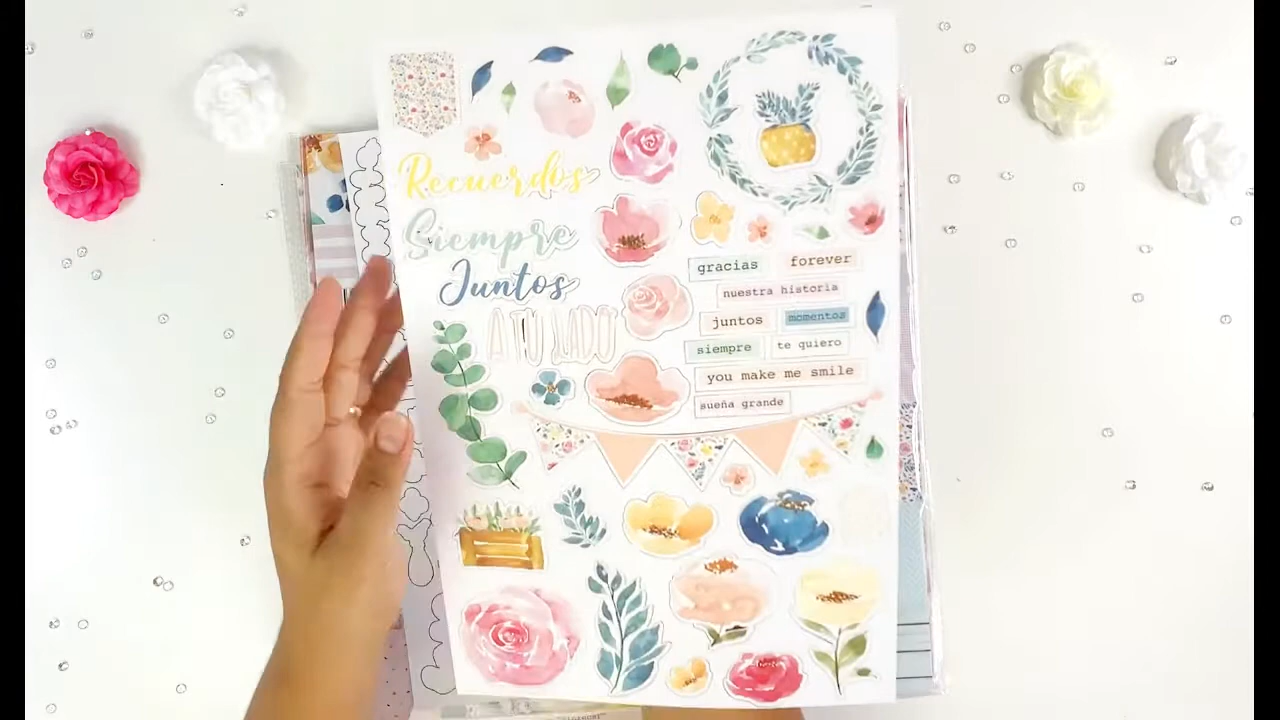 Recuerdos
Siempre
Juntos
A TU LADO
gracias
forever
nuestra historia
juntos
momentos
siempre
te quiero
you make me smile
sueña grande